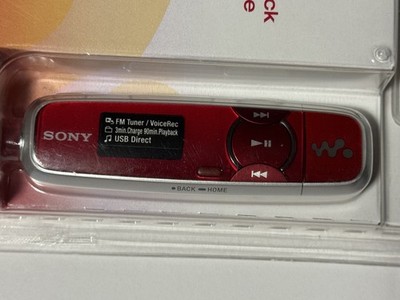 ck
e
SONY
FM Tuner / VoiceRec
3min.Charge 90min.Playback
USB Direct
BACK HOME